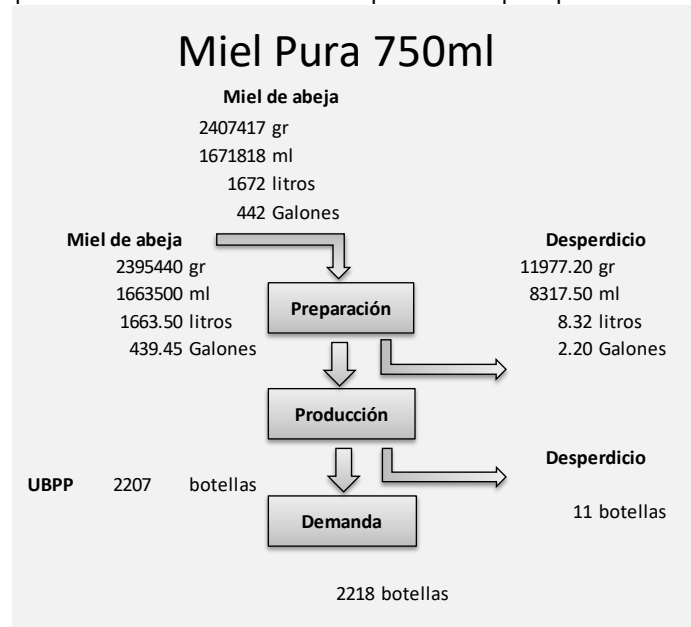 Miel Pura 750ml
Miel de abeja
2407417 gr
1671818 ml
1672 litros
442 Galones
Miel de abeja
2395440 gr
1663500 ml
1663.50 litros
439.45 Galones
Desperdicio
11977.20 gr
8317.50 ml
8.32 litros
2.20 Galones
Preparación
Producción
Desperdicio
11 botellas
UBPP 2207 botellas
Demanda
2218 botellas